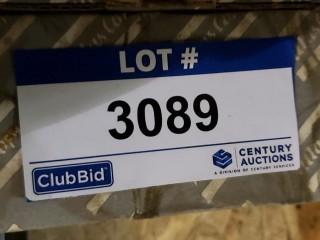 LOT #
3089
ClubBid
CENTURY
AUCTIONS
A DIVISION OF CENTURY SERVICES